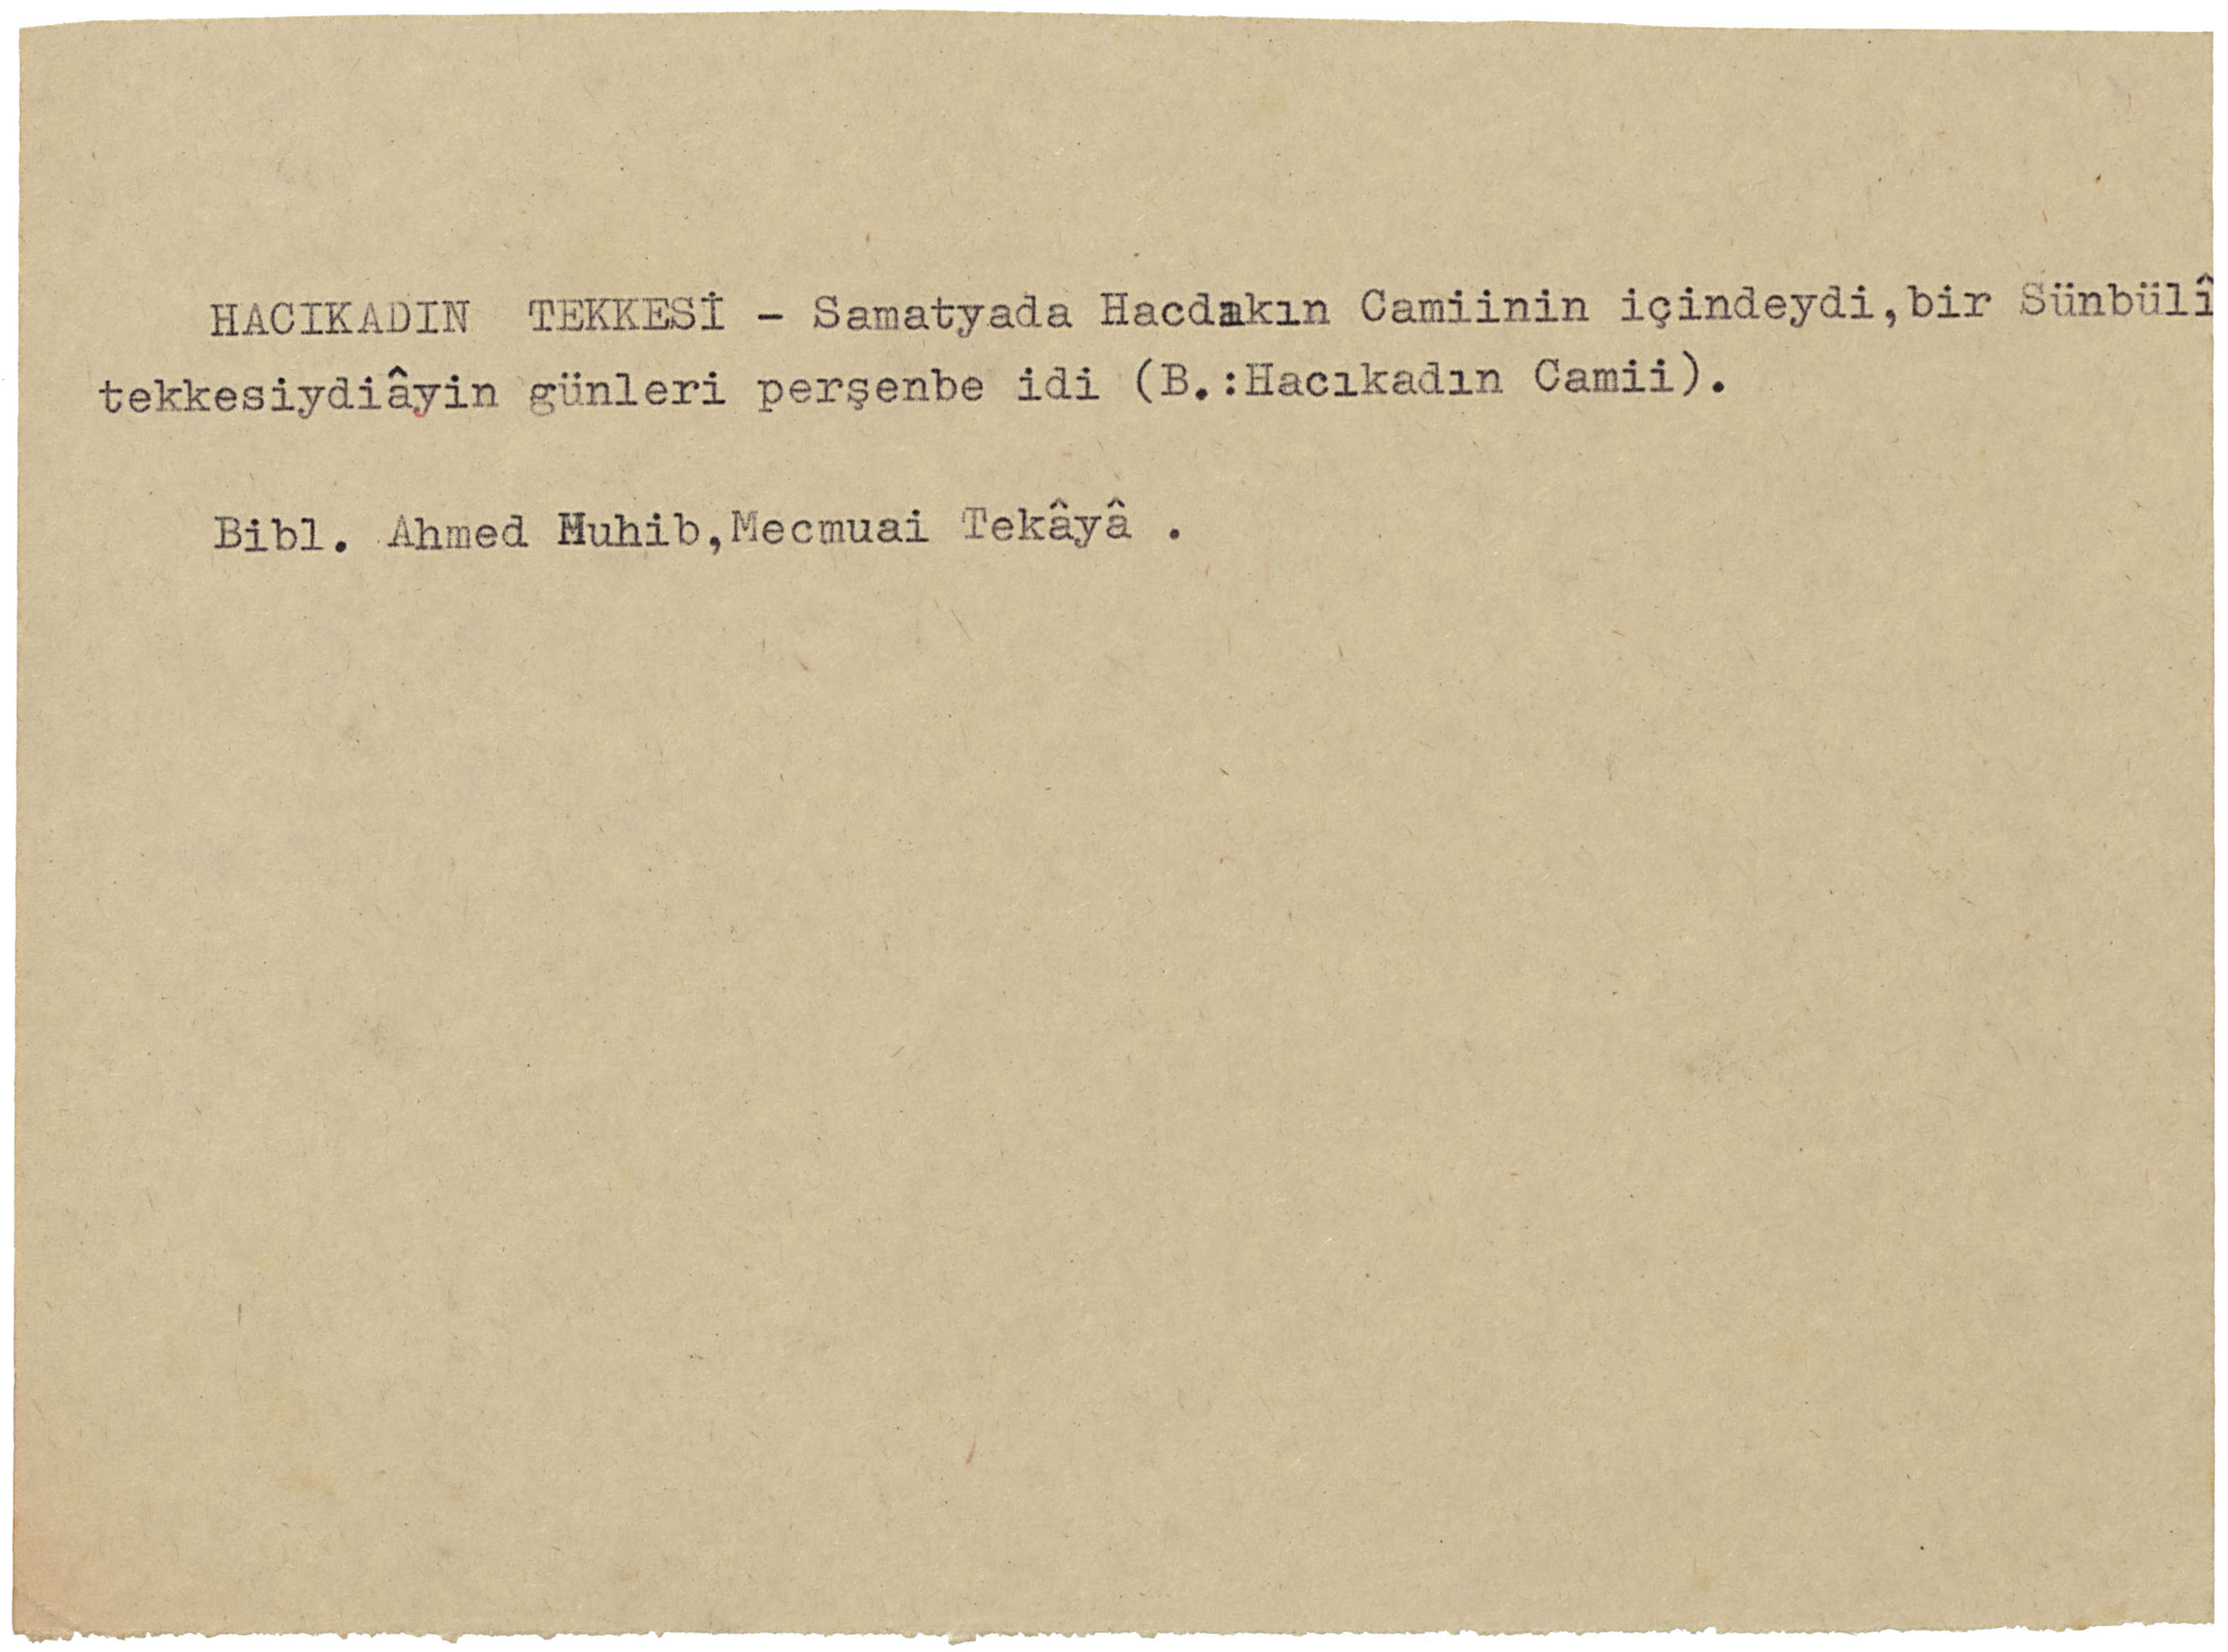 HACIKADIN TEKKESİ - Samatyada Hacdakın Camiinin içindeydi,bir Sünbülî
tekkesiydiâyin günleri perşenbe idi (B.:Hacıkadın Camii).
Bibl. Ahmed Muhib,Mecmuai Tekâyâ .